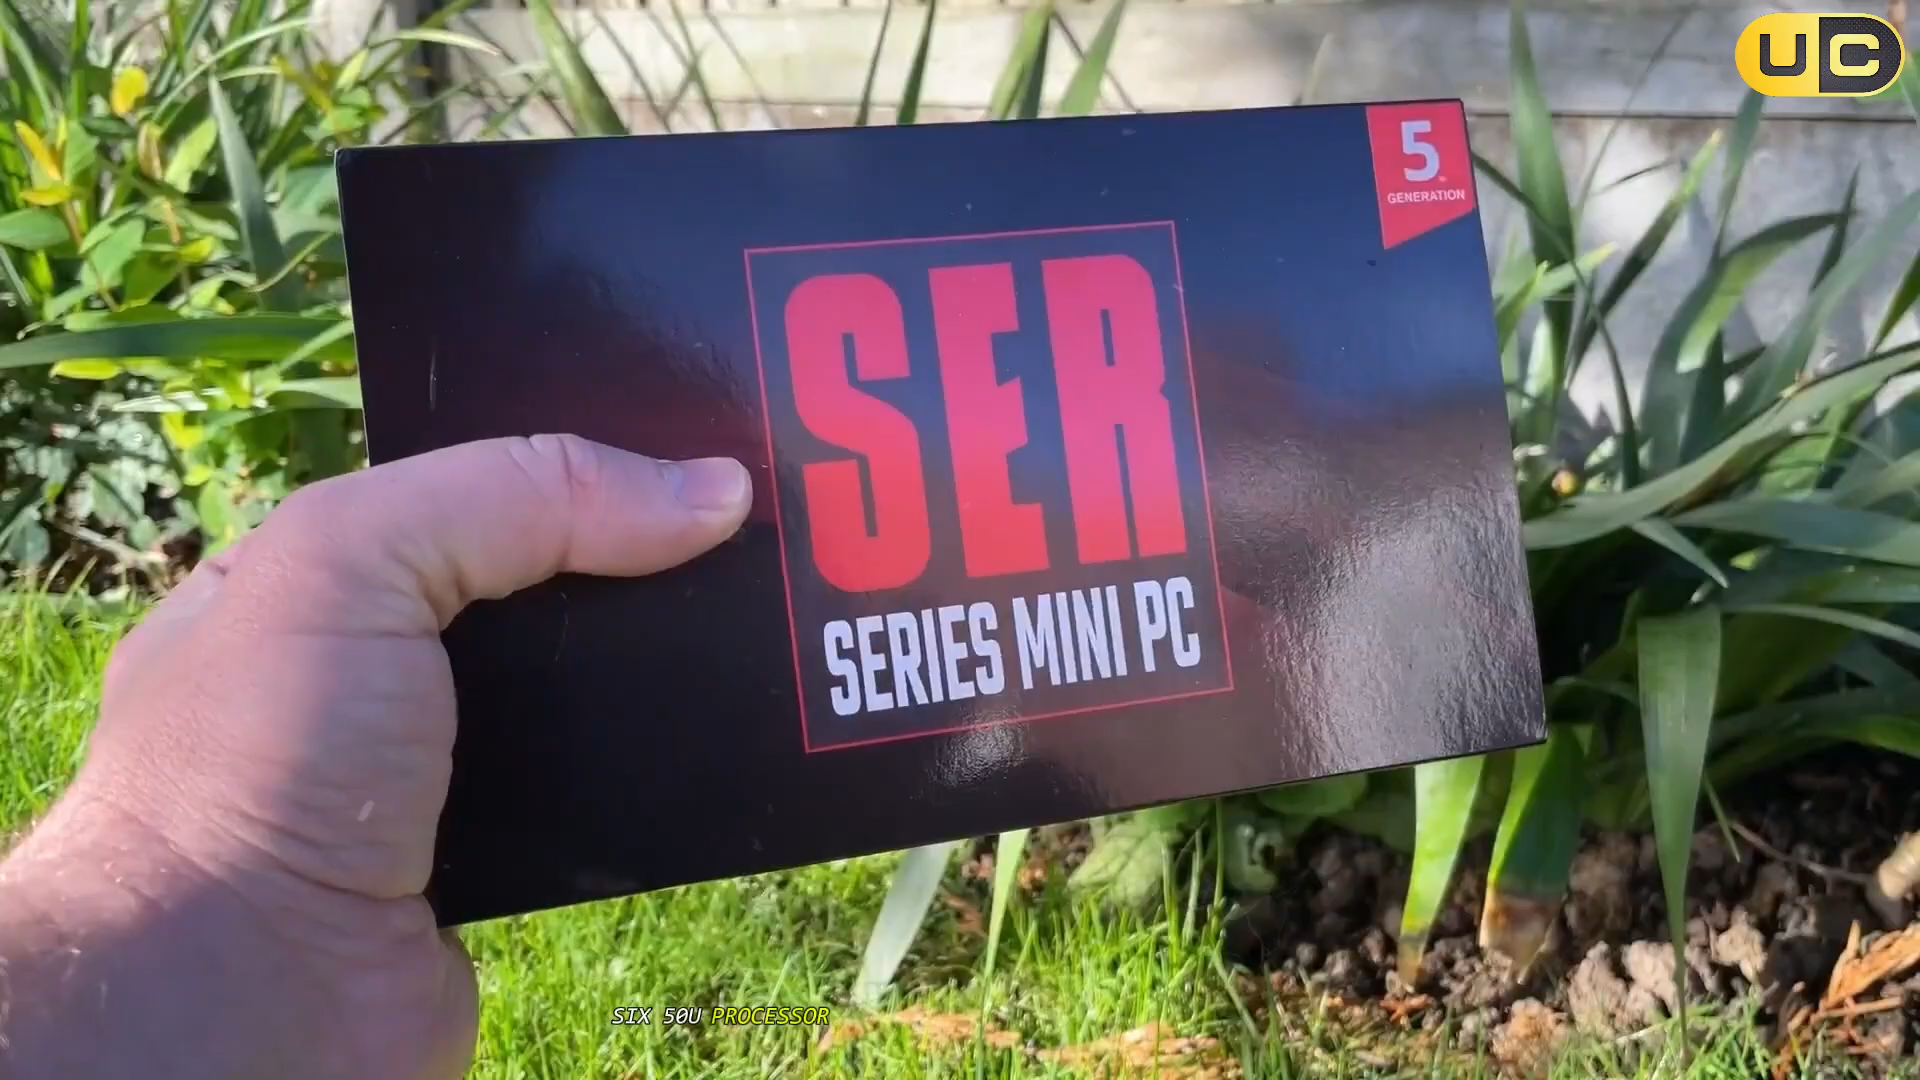 UC
5
GENERATION
SER
SERIES MINI PC
SIX 50U PROCESSOR